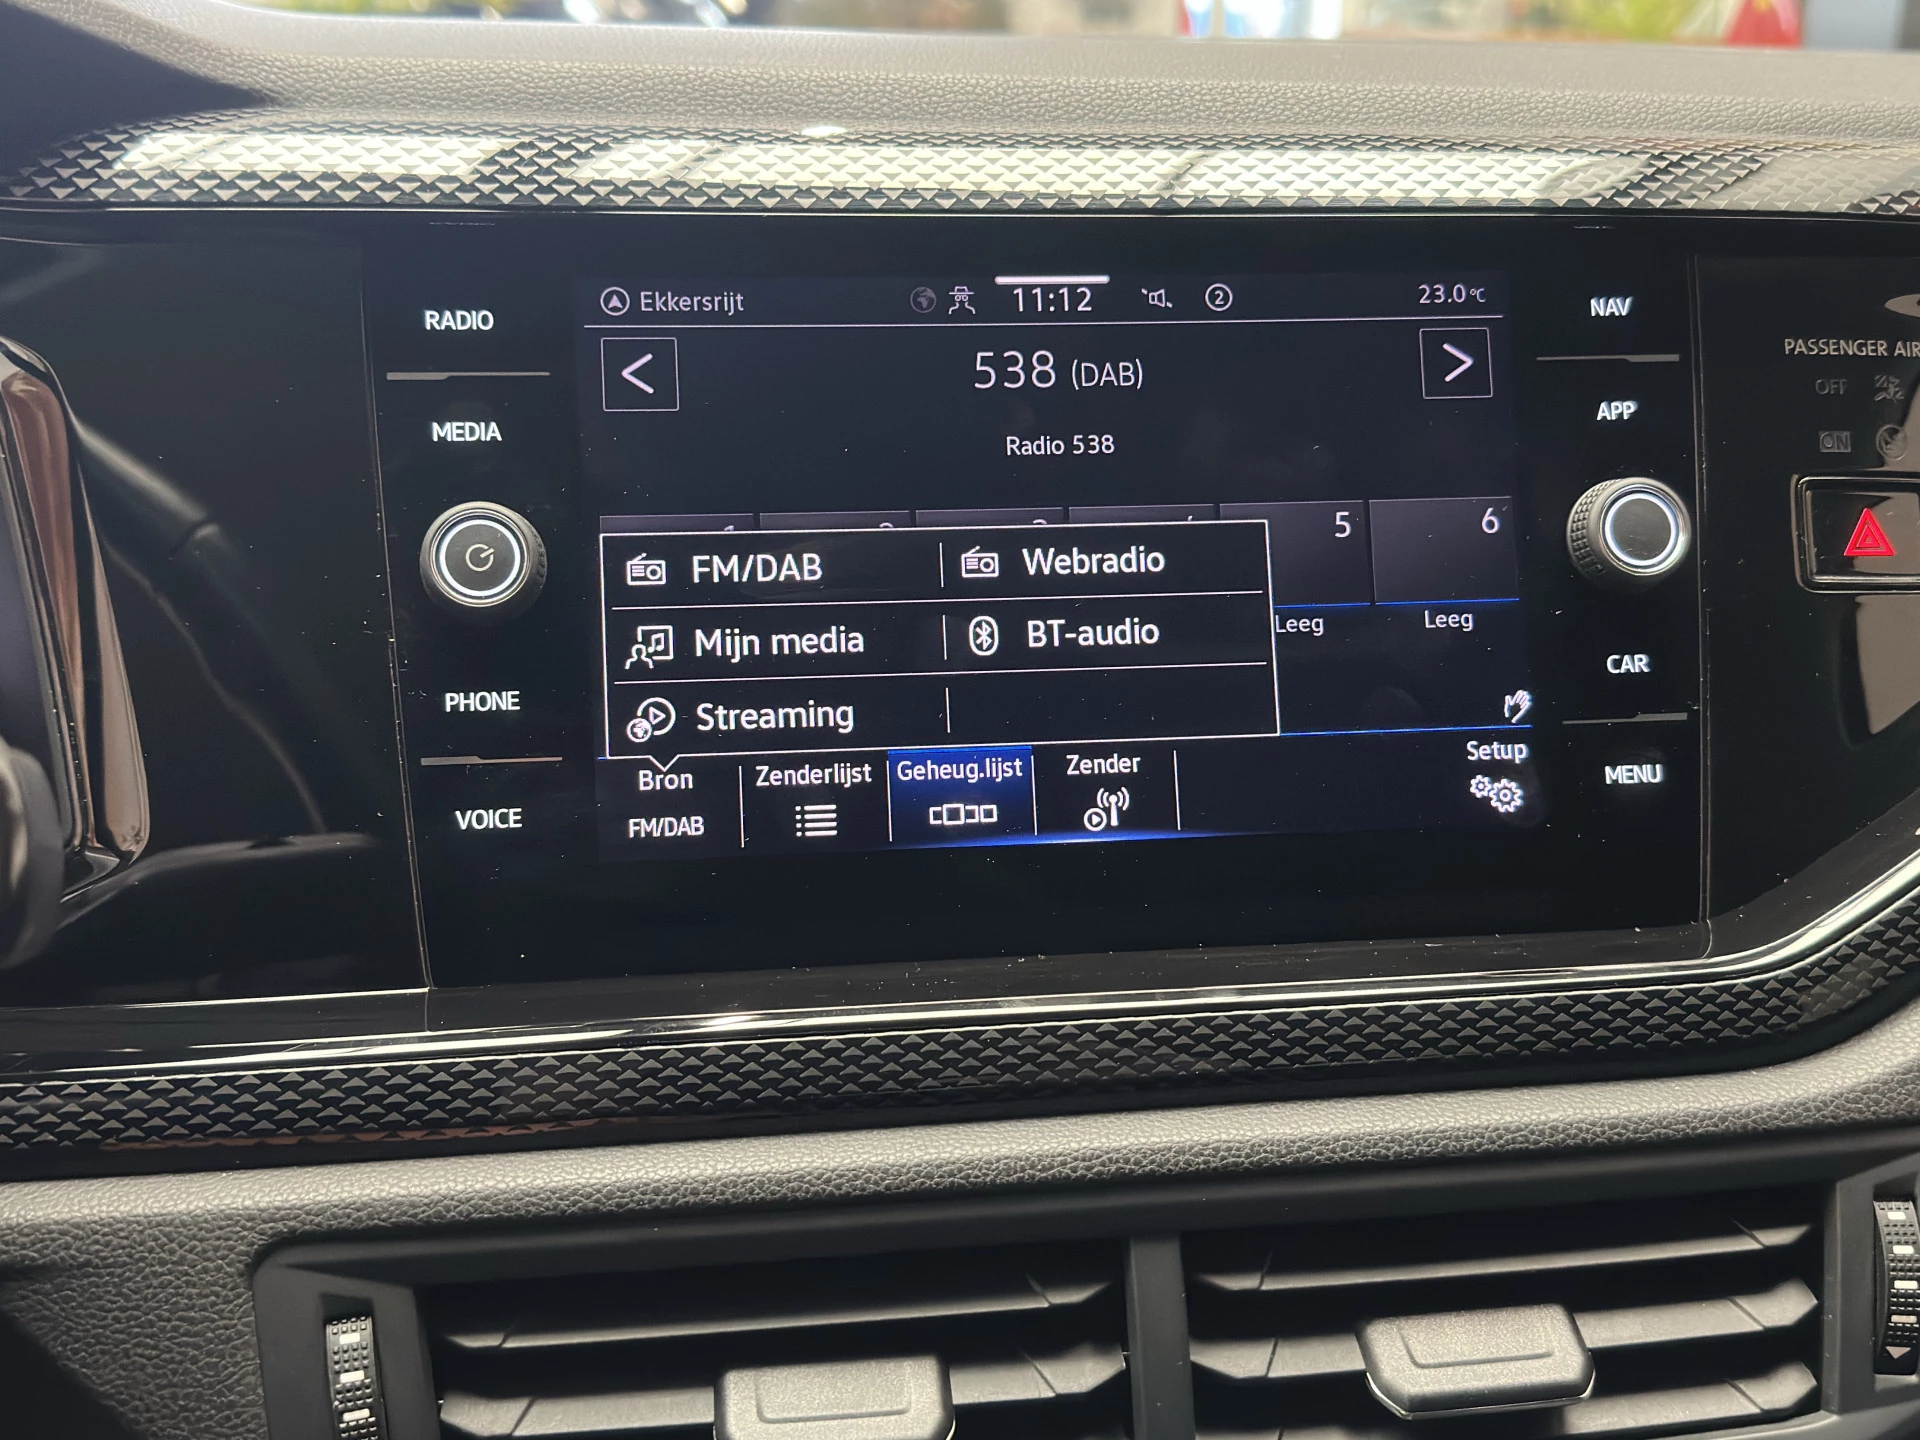 RADIO
MEDIA
PHONE
VOICE
Ekkersrijt
11:12
2
23.0°C
<
538 (DAB)
>
Radio 538
5
6
FM/DAB
Webradio
Mijn media
BT-audio
Streaming
Leeg
Leeg
Bron
FM/DAB
Zenderlijst
Geheug.lijst
Zender
Setup
NAV
APP
CAR
MENU
PASSENGER AIR
OFF
ON